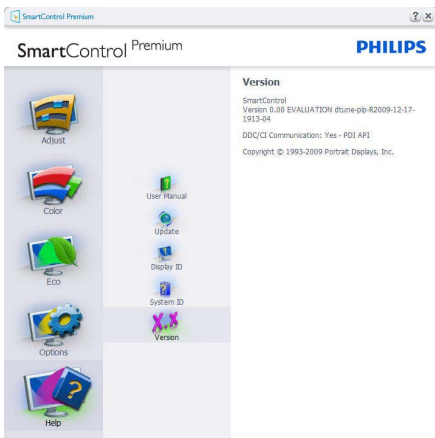 SmartControl Premium
? X
SmartControl Premium
PHILIPS
Adjust
Color
Eco
Options
Help
User Manual
Update
Display ID
System ID
X.X
Version
Version
SmartControl
Version 0.00 EVALUATION dtune-plp-R2009-12-17-
1913-04
DDC/CI Communication: Yes - PDI API
Copyright © 1993-2009 Portrait Displays, Inc.